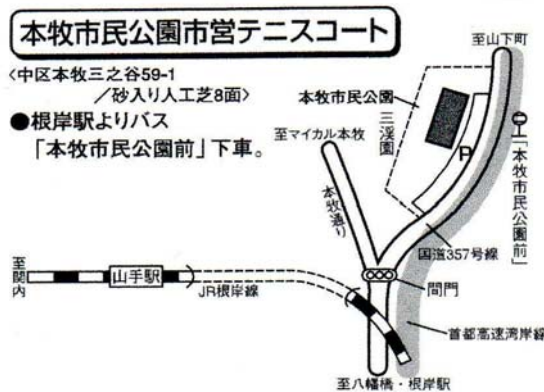 本牧市民公園市営テニスコート
〈中区本牧三之谷59-1
／砂入り人工芝8面〉
●根岸駅よりバス
「本牧市民公園前」下車。
至山下町
本牧市民公園
三渓園
P
「本牧市民公園前」
至マイカル本牧
本牧通り
国道357号線
至関内
山手駅
JR根岸線
間門
首都高速湾岸線
至八幡橋・根岸駅